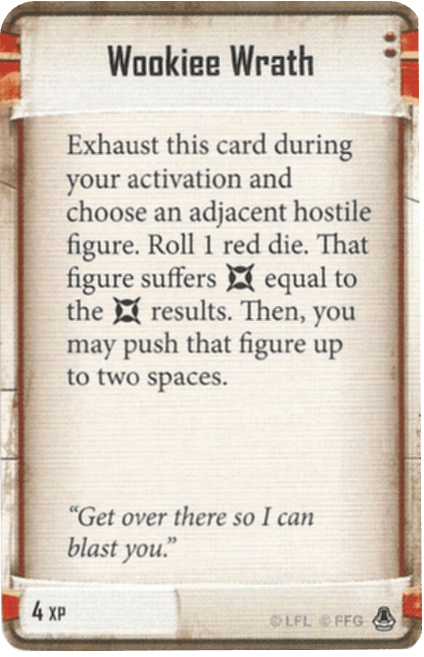 Wookiee Wrath
Exhaust this card during
your activation and
choose an adjacent hostile
figure. Roll 1 red die. That
figure suffers equal to
the results. Then, you
may push that figure up
to two spaces.
“Get over there so I can
blast you.”
4 XP
©LFL ©FFG